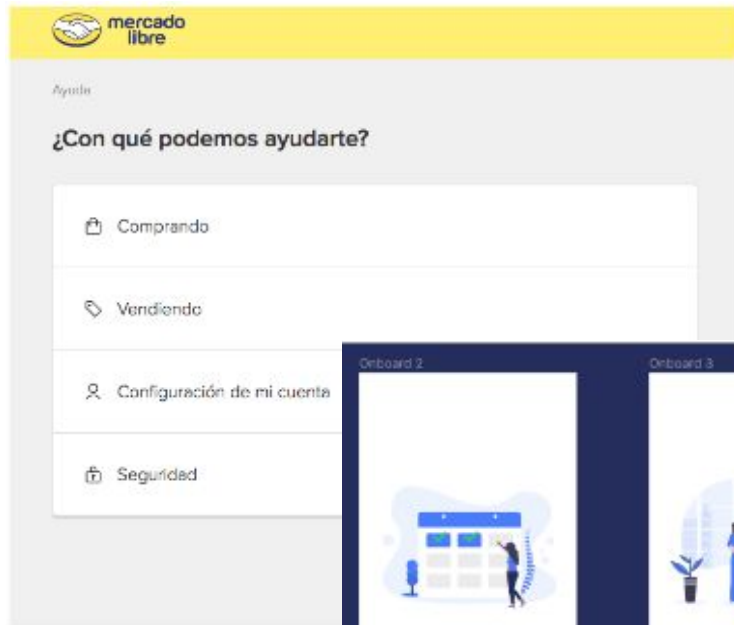 mercado
libre
Ayuda
¿Con qué podemos ayudarte?
Comprando
Vendiendo
Configuración de mi cuenta
Seguridad
Onboard 2
Onboard 3